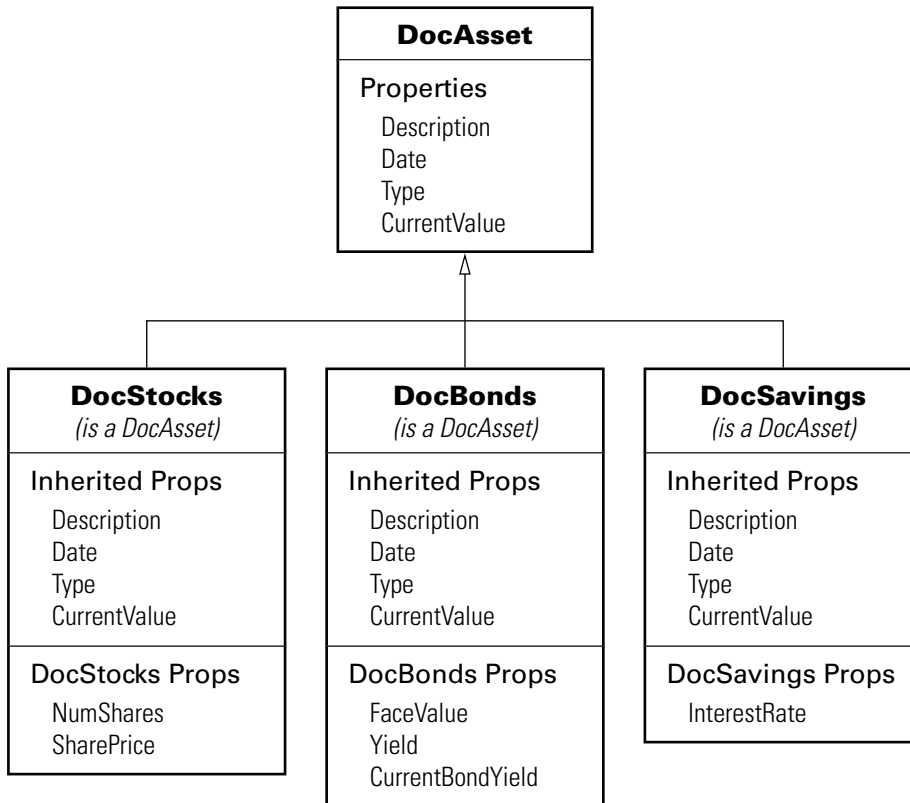 DocAsset
Properties
Description
Date
Type
CurrentValue
DocStocks
(is a DocAsset)
Inherited Props
Description
Date
Type
CurrentValue
DocStocks Props
NumShares
SharePrice
DocBonds
(is a DocAsset)
Inherited Props
Description
Date
Type
CurrentValue
DocBonds Props
FaceValue
Yield
CurrentBondYield
DocSavings
(is a DocAsset)
Inherited Props
Description
Date
Type
CurrentValue
DocSavings Props
InterestRate